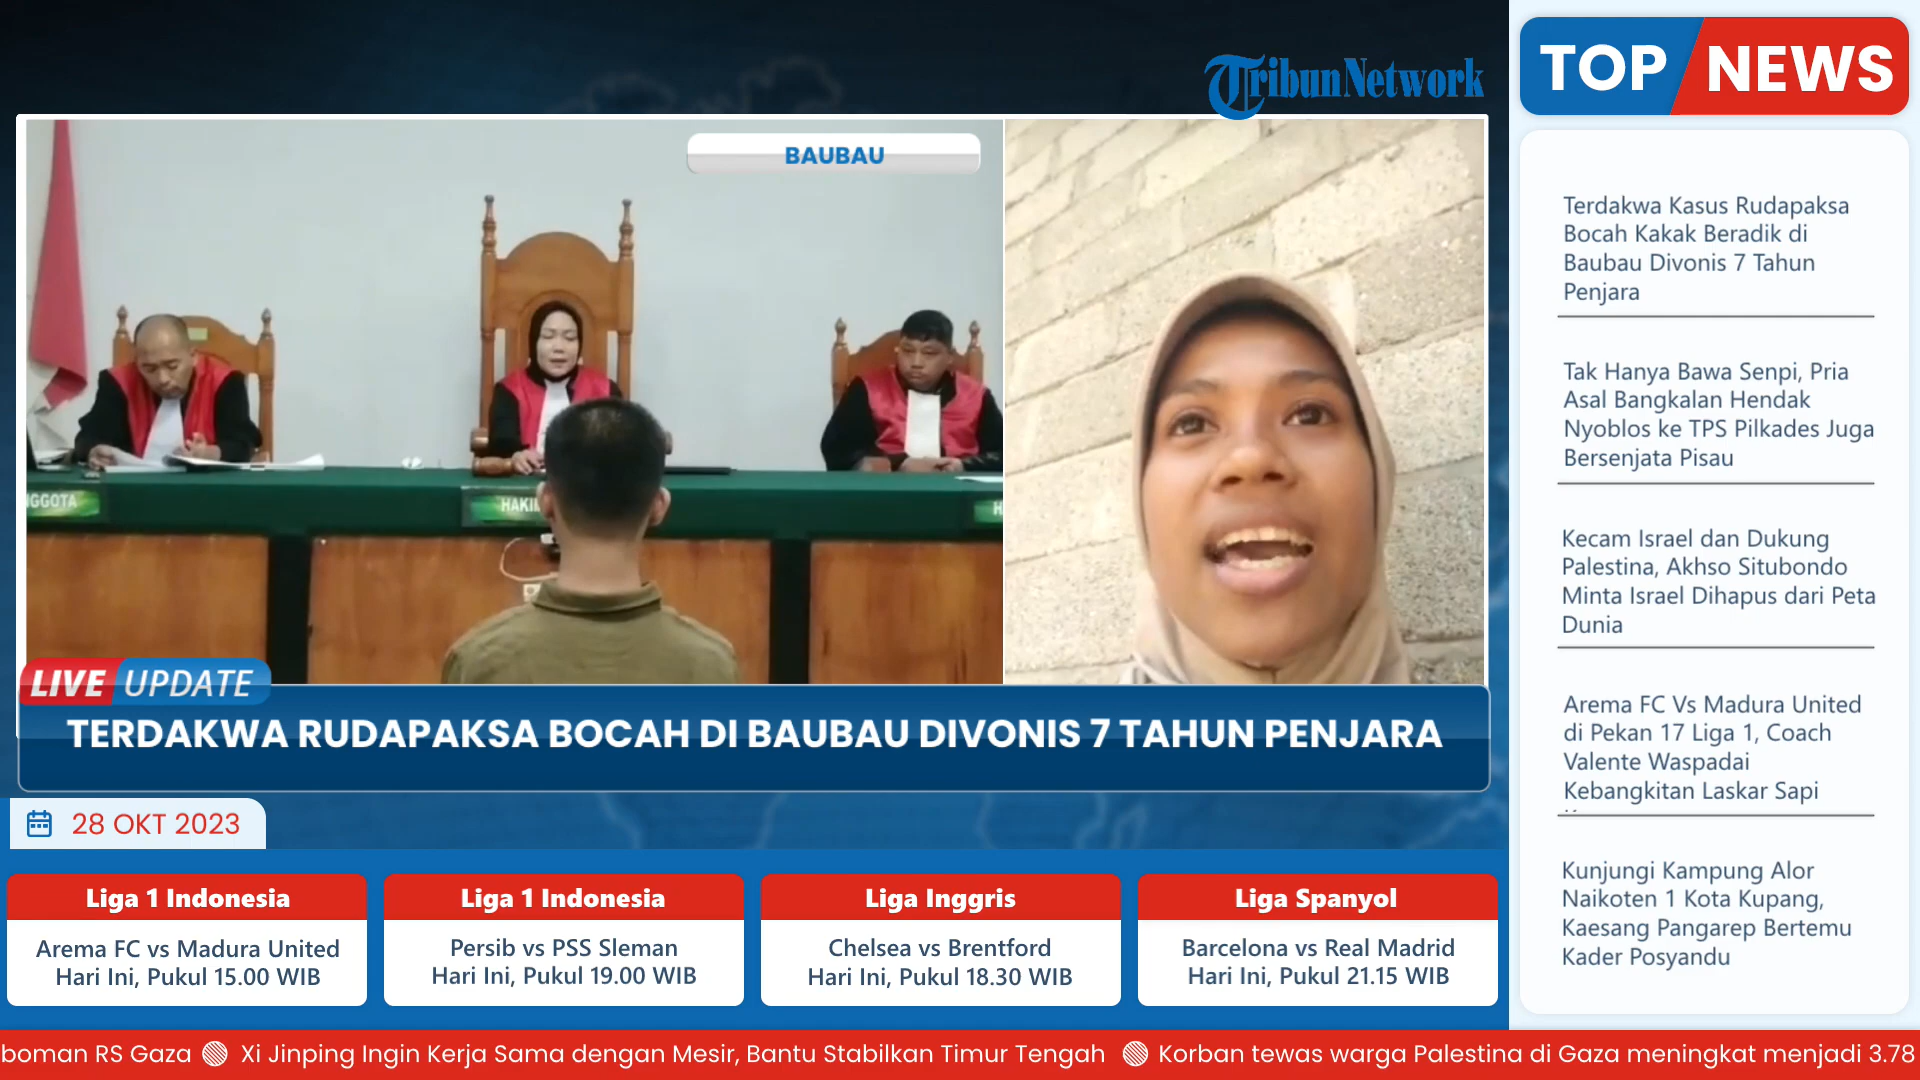 TribunNetwork
BAUBAU
NGGOTA
HAKIM
H
LIVE UPDATE
TERDAKWA RUDAPAKSA BOCAH DI BAUBAU DIVONIS 7 TAHUN PENJARA
28 OKT 2023
Liga 1 Indonesia
Arema FC vs Madura United
Hari Ini, Pukul 15.00 WIB
Liga 1 Indonesia
Persib vs PSS Sleman
Hari Ini, Pukul 19.00 WIB
Liga Inggris
Chelsea vs Brentford
Hari Ini, Pukul 18.30 WIB
Liga Spanyol
Barcelona vs Real Madrid
Hari Ini, Pukul 21.15 WIB
TOP NEWS
Terdakwa Kasus Rudapaksa
Bocah Kakak Beradik di
Baubau Divonis 7 Tahun
Penjara
Tak Hanya Bawa Senpi, Pria
Asal Bangkalan Hendak
Nyoblos ke TPS Pilkades Juga
Bersenjata Pisau
Kecam Israel dan Dukung
Palestina, Akhso Situbondo
Minta Israel Dihapus dari Peta
Dunia
Arema FC Vs Madura United
di Pekan 17 Liga 1, Coach
Valente Waspadai
Kebangkitan Laskar Sapi
Kunjungi Kampung Alor
Naikoten 1 Kota Kupang,
Kaesang Pangarep Bertemu
Kader Posyandu
boman RS Gaza Xi Jinping Ingin Kerja Sama dengan Mesir, Bantu Stabilkan Timur Tengah Korban tewas warga Palestina di Gaza meningkat menjadi 3.78